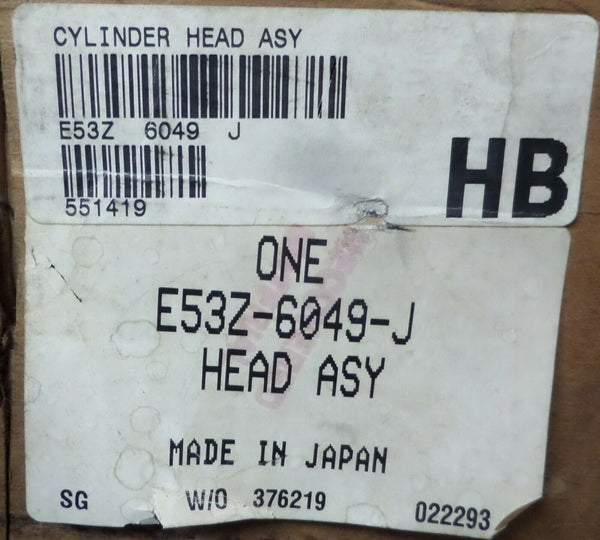 CYLINDER HEAD ASY
E53Z 6049 J
551419
HB
ONE
E53Z-6049-J
HEAD ASY
MADE IN JAPAN
SG W/O 376219 022293